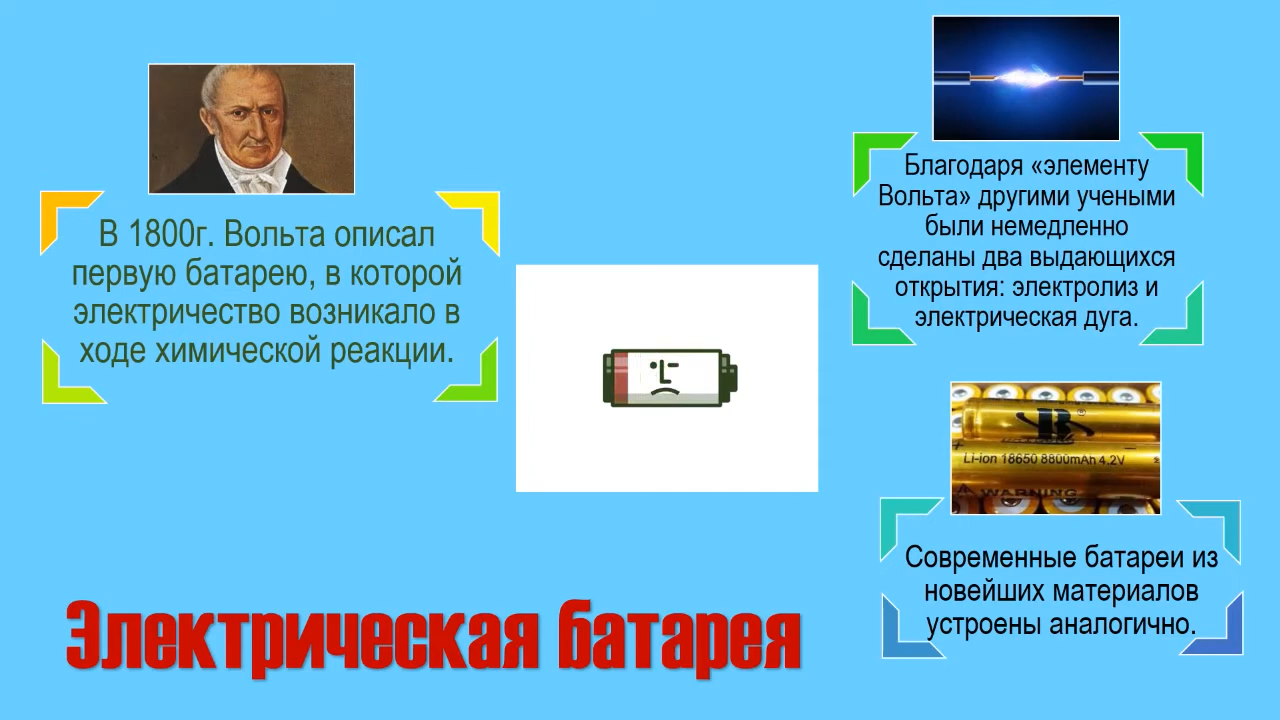 В 1800г. Вольта описал
первую батарею, в которой
электричество возникало в
ходе химической реакции.
Благодаря «элементу
Вольта» другими учеными
были немедленно
сделаны два выдающихся
открытия: электролиз и
электрическая дуга.
Li-ion 18650 8800mAh 4.2V
WARNING
Современные батареи из
новейших материалов
устроены аналогично.
Электрическая батарея